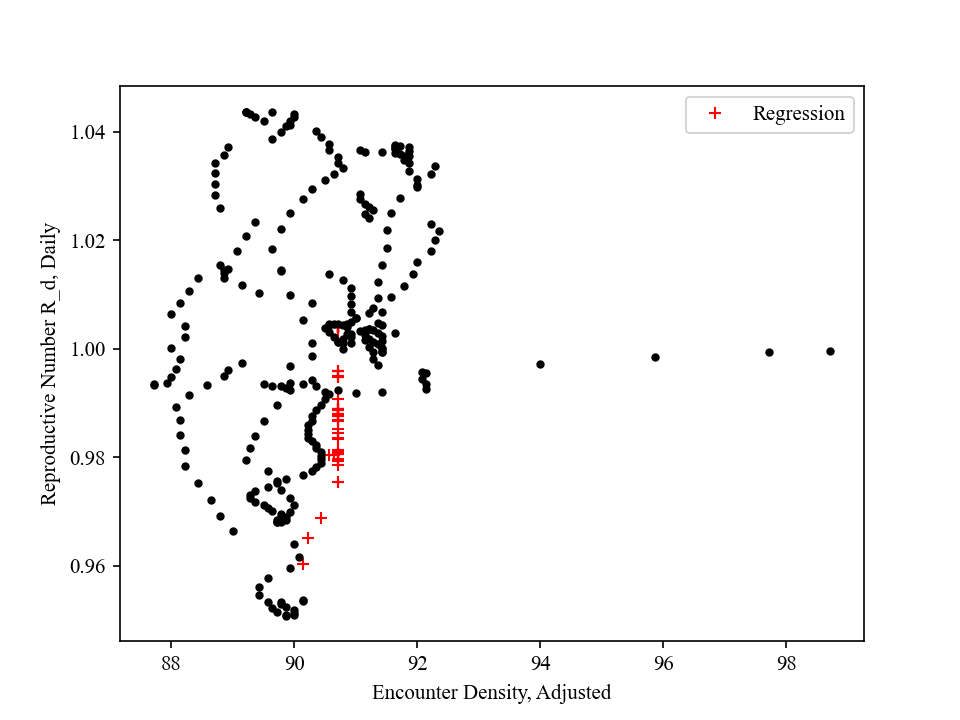 Regression
1.04
1.02
1.00
0.98
0.96
Reproductive Number R_d, Daily
88 90 92 94 96 98
Encounter Density, Adjusted